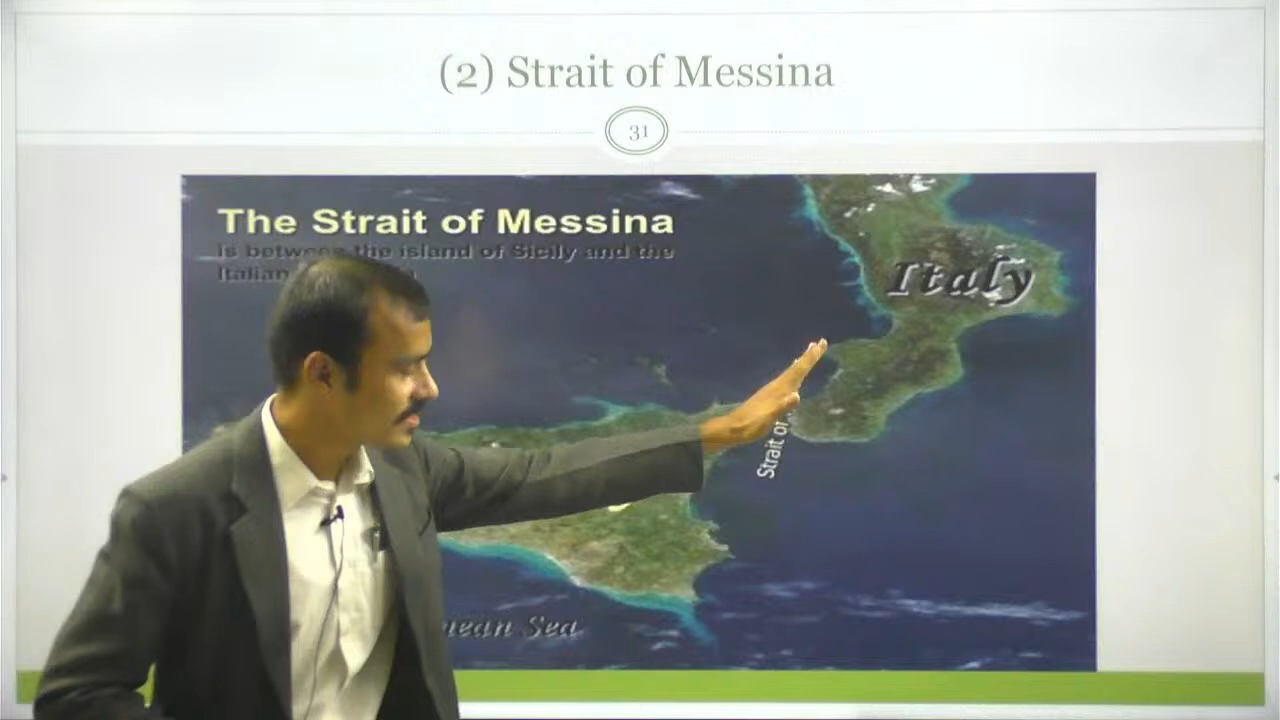 (2) Strait of Messina
31
The Strait of Messina
is between the island of Sicily and the
Italian
Italy
Strait of
Sea